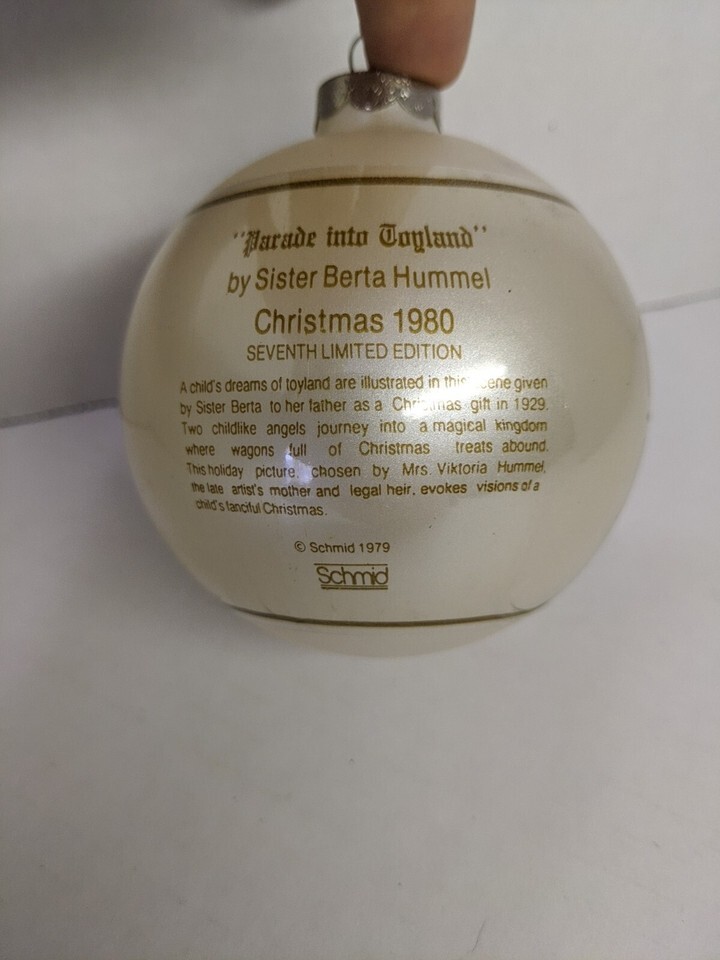 "Parade into Toyland"
by Sister Berta Hummel
Christmas 1980
SEVENTH LIMITED EDITION
A child's dreams of toyland are illustrated in this scene given
by Sister Berta to her father as a Christmas gift in 1929.
Two childlike angels journey into a magical kingdom
where wagons full of Christmas treats abound.
This holiday picture, chosen by Mrs. Viktoria Hummel,
the late artist's mother and legal heir, evokes visions of a
child's fanciful Christmas.
© Schmid 1979
Schmid